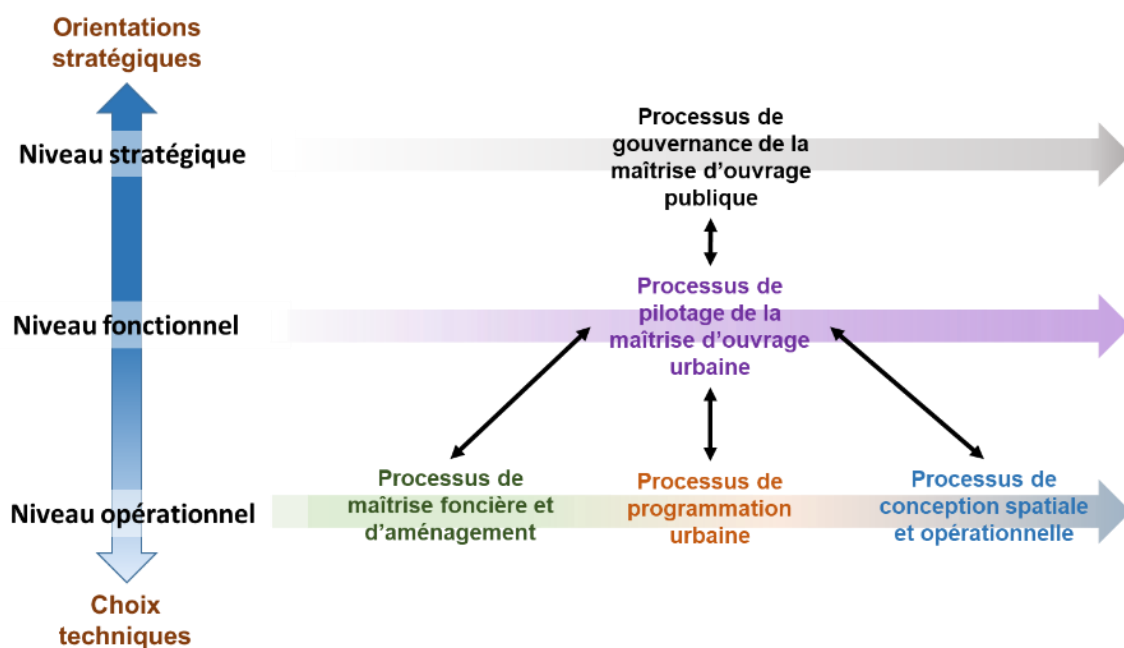 Orientations
stratégiques
Niveau stratégique
Processus de
gouvernance de la
maîtrise d'ouvrage
publique
Niveau fonctionnel
Processus de
pilotage de la
maîtrise d'ouvrage
urbaine
Niveau opérationnel
Processus de
maîtrise foncière et
d'aménagement
Processus de
programmation
urbaine
Processus de
conception spatiale
et opérationnelle
Choix
techniques